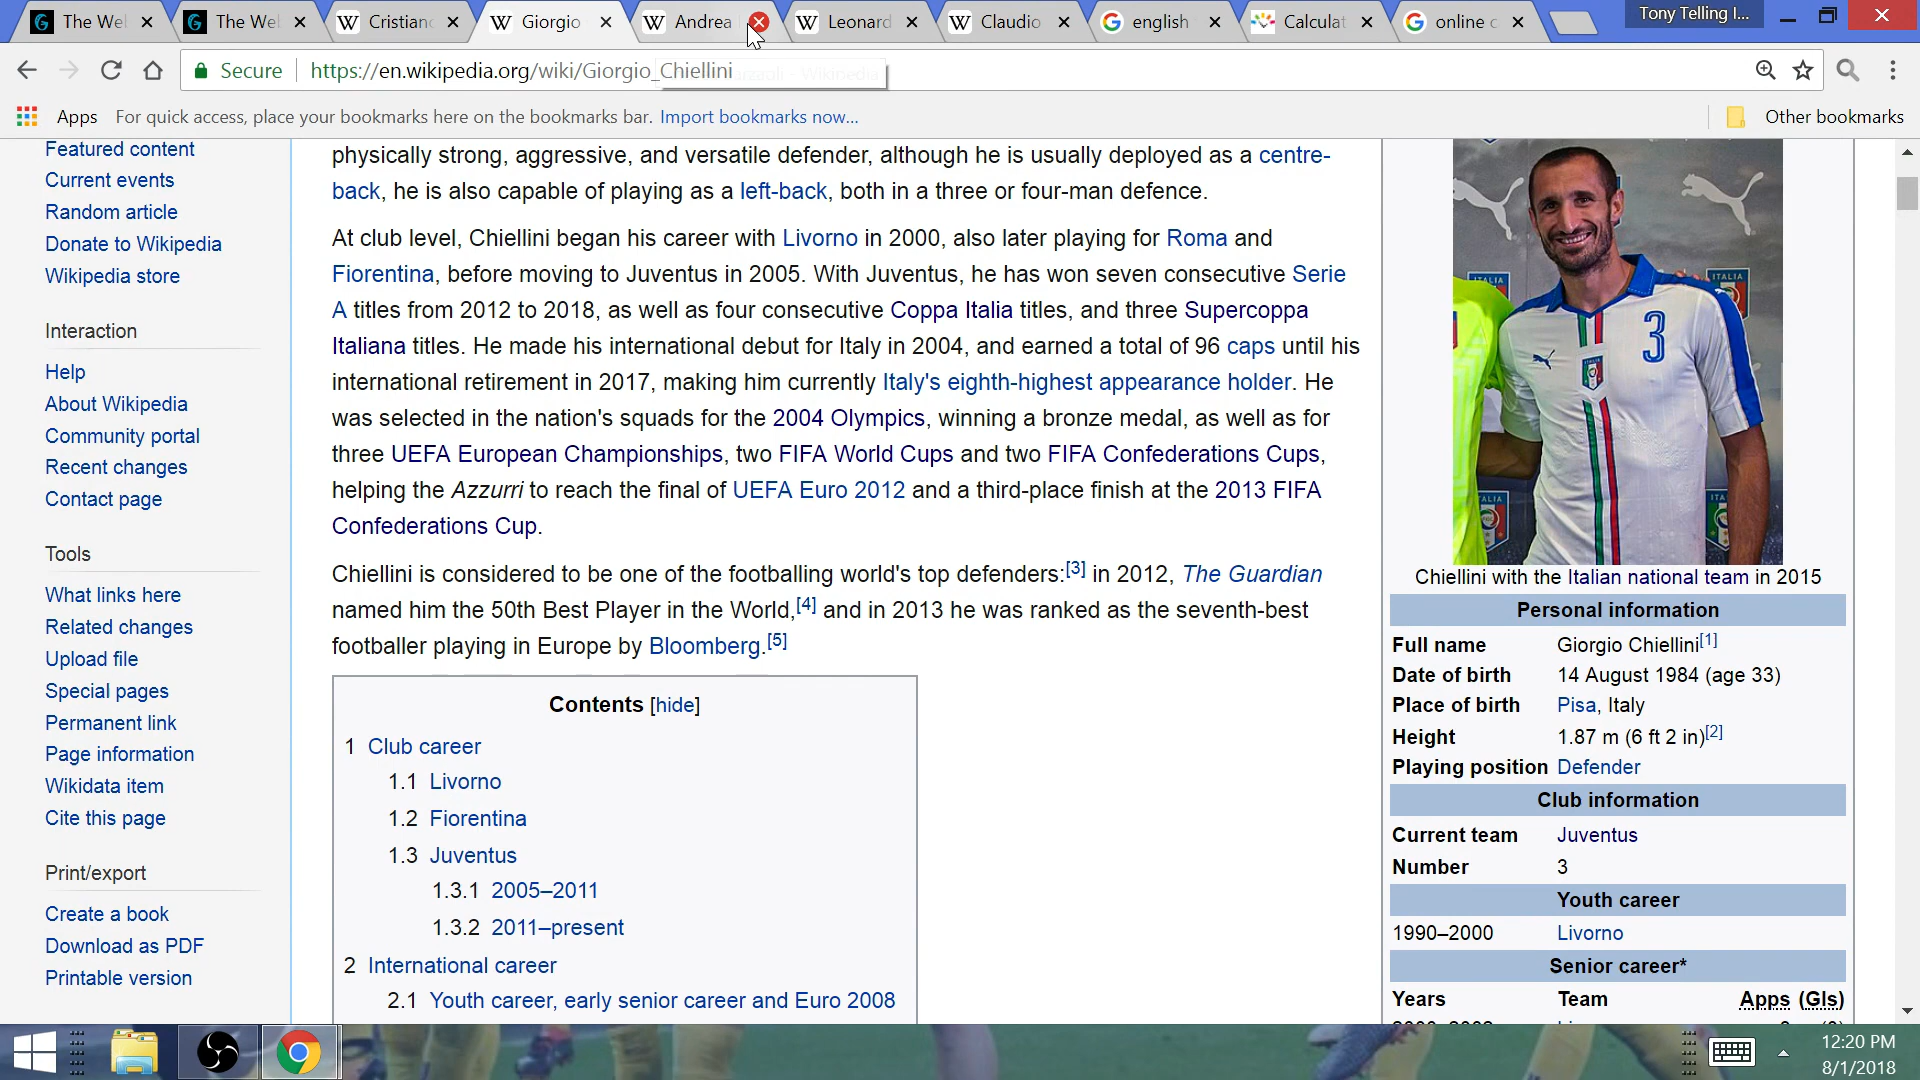 The We
The We
Cristian
Giorgio
Andrea
Leonard
Claudio
english
Calculat
online c
Tony Telling I...
Secure
https://en.wikipedia.org/wiki/Giorgio_Chiellini
Apps
For quick access, place your bookmarks here on the bookmarks bar. Import bookmarks now...
Other bookmarks
Featured content
Current events
Random article
Donate to Wikipedia
Wikipedia store
Interaction
Help
About Wikipedia
Community portal
Recent changes
Contact page
Tools
What links here
Related changes
Upload file
Special pages
Permanent link
Page information
Wikidata item
Cite this page
Print/export
Create a book
Download as PDF
Printable version
physically strong, aggressive, and versatile defender, although he is usually deployed as a centre-
back, he is also capable of playing as a left-back, both in a three or four-man defence.
At club level, Chiellini began his career with Livorno in 2000, also later playing for Roma and
Fiorentina, before moving to Juventus in 2005. With Juventus, he has won seven consecutive Serie
A titles from 2012 to 2018, as well as four consecutive Coppa Italia titles, and three Supercoppa
Italiana titles. He made his international debut for Italy in 2004, and earned a total of 96 caps until his
international retirement in 2017, making him currently Italy's eighth-highest appearance holder. He
was selected in the nation's squads for the 2004 Olympics, winning a bronze medal, as well as for
three UEFA European Championships, two FIFA World Cups and two FIFA Confederations Cups,
helping the Azzurri to reach the final of UEFA Euro 2012 and a third-place finish at the 2013 FIFA
Confederations Cup.
Chiellini is considered to be one of the footballing world's top defenders:[3] in 2012, The Guardian
named him the 50th Best Player in the World,[4] and in 2013 he was ranked as the seventh-best
footballer playing in Europe by Bloomberg.[5]
Contents [hide]
1 Club career
1.1 Livorno
1.2 Fiorentina
1.3 Juventus
1.3.1 2005–2011
1.3.2 2011–present
2 International career
2.1 Youth career, early senior career and Euro 2008
ITALIA
ITALIA
3
Chiellini with the Italian national team in 2015
Personal information
Full name Giorgio Chiellini[1]
Date of birth 14 August 1984 (age 33)
Place of birth Pisa, Italy
Height 1.87 m (6 ft 2 in)[2]
Playing position Defender
Club information
Current team Juventus
Number 3
Youth career
1990–2000 Livorno
Senior career*
Years Team Apps (Gls)
12:20 PM
8/1/2018